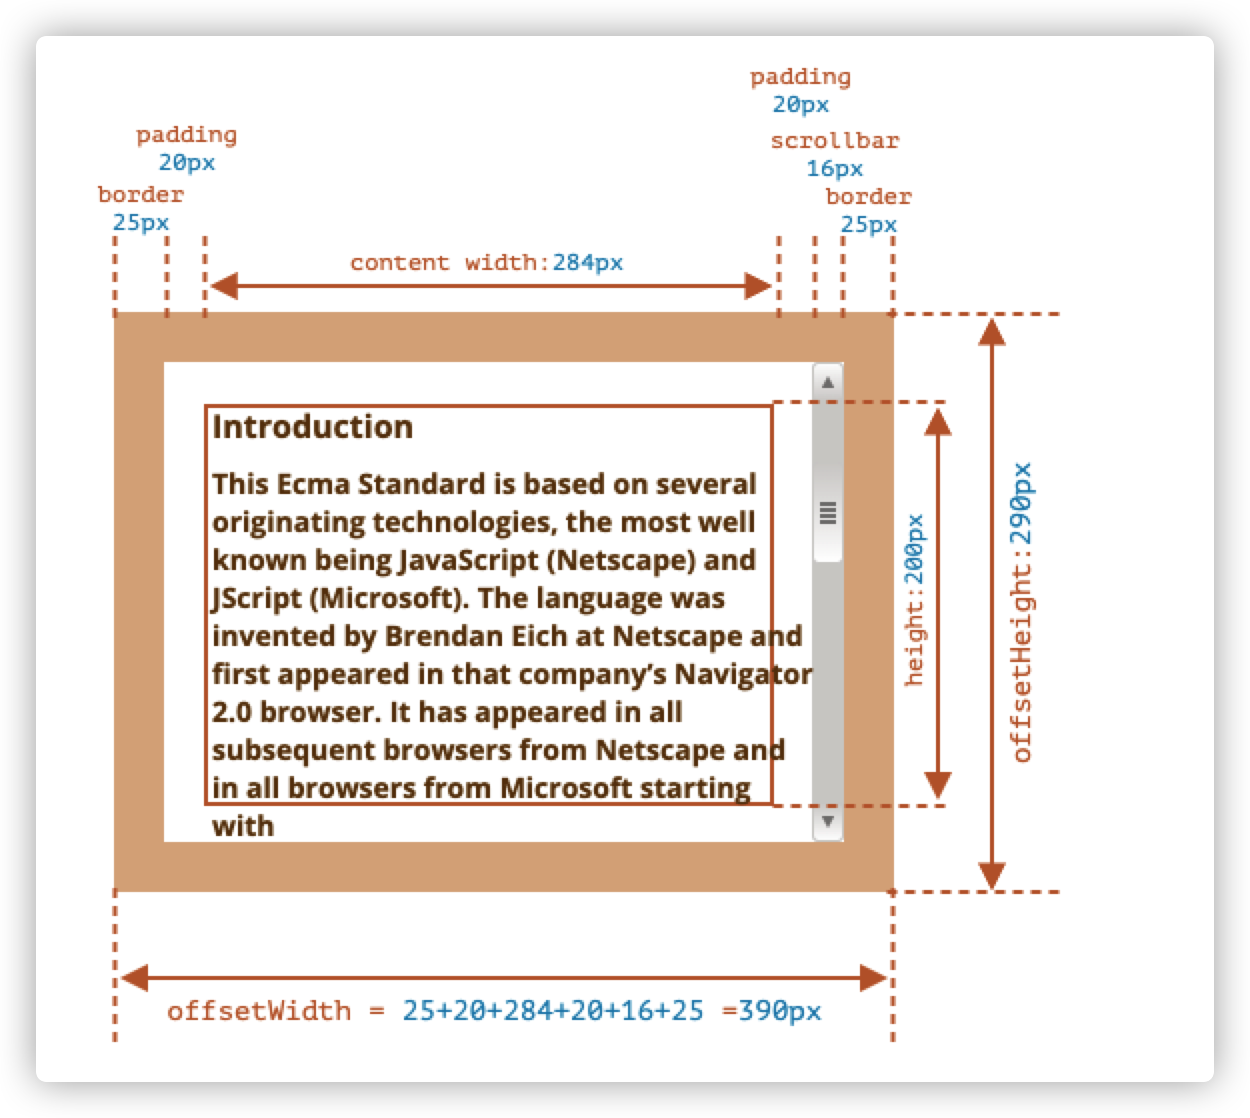 padding
20px
padding
20px
scrollbar
16px
border
25px
border
25px
content width:284px
Introduction
This Ecma Standard is based on several
originating technologies, the most well
known being JavaScript (Netscape) and
JScript (Microsoft). The language was
invented by Brendan Eich at Netscape and
first appeared in that company’s Navigator
2.0 browser. It has appeared in all
subsequent browsers from Netscape and
in all browsers from Microsoft starting
with
height:200px
offsetHeight:290px
offsetWidth = 25+20+284+20+16+25 =390px